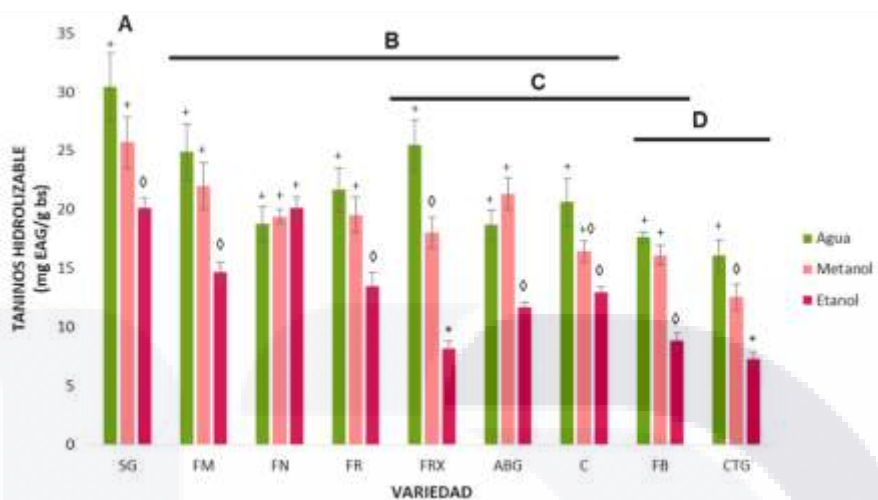 35
A
B
30
C
25
D
20
15
10
5
0
TANINOS HIDROLIZABLE
(mg EAG/g bs)
+ + ◊
+ + ◊
+ + +
+ + ◊
+ ◊ *
+ + ◊
+ +◊ ◊
+ + ◊
+ ◊ *
Agua
Metanol
Etanol
SG FM FN FR FRX ABG C FB CTG
VARIEDAD